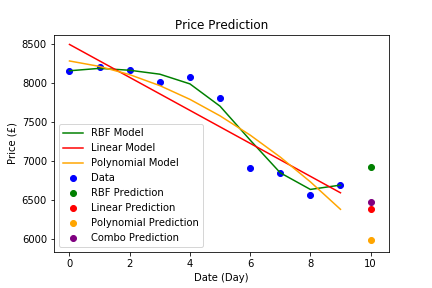 Price Prediction
8500
8000
7500
7000
6500
6000
Price (£)
RBF Model
Linear Model
Polynomial Model
Data
RBF Prediction
Linear Prediction
Polynomial Prediction
Combo Prediction
0 2 4 6 8 10
Date (Day)